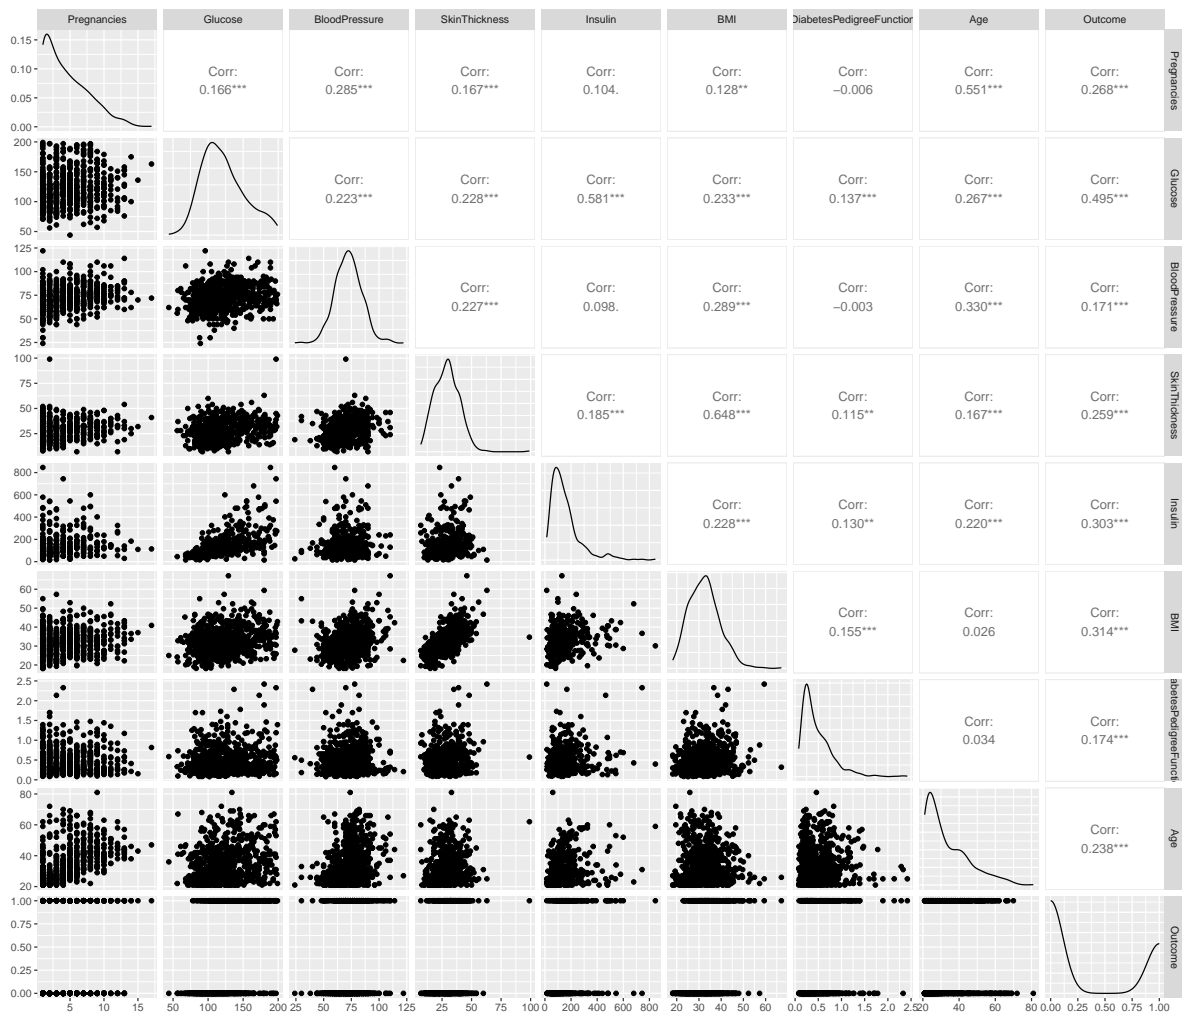 Pregnancies Glucose BloodPressure SkinThickness Insulin BMI DiabetesPedigreeFunction Age Outcome
0.15
0.10
0.05
0.00
Corr: Corr: Corr: Corr: Corr: Corr: Corr: Corr:
0.166*** 0.285*** 0.167*** 0.104. 0.128** −0.006 0.551*** 0.268***
Pregnancies
200
150
100
50
Corr: Corr: Corr: Corr: Corr: Corr: Corr:
0.223*** 0.228*** 0.581*** 0.233*** 0.137*** 0.267*** 0.495***
Glucose
125
100
75
50
25
Corr: Corr: Corr: Corr: Corr: Corr:
0.227*** 0.098. 0.289*** −0.003 0.330*** 0.171***
BloodPressure
100
75
50
25
Corr: Corr: Corr: Corr: Corr:
0.185*** 0.648*** 0.115** 0.167*** 0.259***
SkinThickness
800
600
400
200
0
Corr: Corr: Corr: Corr:
0.228*** 0.130** 0.220*** 0.303***
Insulin
60
50
40
30
20
Corr: Corr: Corr:
0.155*** 0.026 0.314***
BMI
2.5
2.0
1.5
1.0
0.5
0.0
Corr: Corr:
0.034 0.174***
abetesPedigreeFuncti
80
60
40
20
Corr:
0.238***
Age
1.00
0.75
0.50
0.25
0.00
Outcome
5 10 15 50 100 150 200 25 50 75 100 125 25 50 75 100 0 200 400 600 800 20 30 40 50 60 0.0 0.5 1.0 1.5 2.0 2.5 20 40 60 80 0.00 0.25 0.50 0.75 1.00